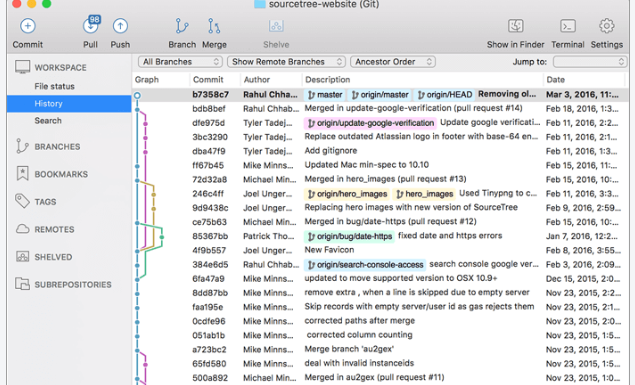 sourcetree-website (Git)
98
Commit Pull Push Branch Merge Shelve Show in Finder Terminal Settings
All Branches Show Remote Branches Ancestor Order Jump to:
WORKSPACE
File status
History
Search
BRANCHES
BOOKMARKS
TAGS
REMOTES
SHELVED
SUBREPOSITORIES
Graph Commit Author Description Date
b7358c7 Rahul Chha... master origin/master origin/HEAD Removing ol... Mar 3, 2016, 11:...
bdb8bef Rahul Chhab... Merged in update-google-verification (pull request #14) Feb 18, 2016, 1:3...
dfe975d Tyler Tadej... origin/update-google-verification Update google verificati... Feb 11, 2016, 2:2...
3bc3290 Tyler Tadej... Replace outdated Atlassian logo in footer with base-64 en... Feb 11, 2016, 2:1...
dba47f9 Tyler Tadej... Add gitignore Feb 11, 2016, 1:3...
ff67b45 Mike Minns... Updated Mac min-spec to 10.10 Feb 15, 2016, 11:...
72d32a8 Michael Min... Merged in hero_images (pull request #13) Feb 15, 2016, 10:...
246c4ff Joel Unger... origin/hero_images hero_images Used Tinypng to c... Feb 11, 2016, 3:3...
9d9438c Joel Unger... Replacing hero images with new version of SourceTree Feb 9, 2016, 2:59...
ce75b63 Michael Min... Merged in bug/date-https (pull request #12) Feb 15, 2016, 10:...
85367bb Patrick Tho... origin/bug/date-https fixed date and https errors Jan 7, 2016, 12:2...
4f9b557 Joel Unger... New Favicon Feb 8, 2016, 3:55...
384e6d5 Rahul Chhab... origin/search-console-access search console google ver... Feb 3, 2016, 2:09...
6fa47a9 Mike Minns... updated to move supported version to OSX 10.9+ Dec 15, 2015, 2:0...
8dd87bb Mike Minns... remove extra , when a line is skipped due to empty server Nov 23, 2015, 2:2...
faa195e Mike Minns... Skip records with empty server/user id as gas rejects them Nov 23, 2015, 2:1...
0cdfe96 Mike Minns... corrected paths after merge Nov 23, 2015, 2:0...
051ab1b Mike Minns... corrected column counting Nov 23, 2015, 1:5...
a723bc2 Mike Minns... Merge branch 'au2gex' Nov 23, 2015, 1:5...
65fd580 Mike Minns... deal with invalid instanceids Nov 23, 2015, 1:5...
500a892 Michael Min... Merged in au2gex (pull request #11) Nov 23, 2015, 1:0...